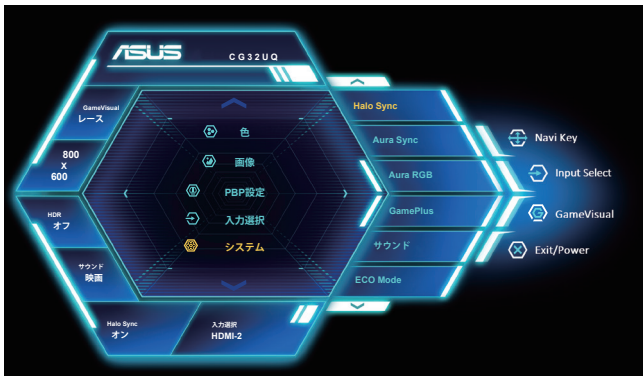 ASUS
CG32UQ
GameVisual
レース
800
x
600
HDR
オフ
サウンド
映画
Halo Sync
オン
入力選択
HDMI-2
色
画像
PBP設定
入力選択
システム
Halo Sync
Aura Sync
Aura RGB
GamePlus
サウンド
ECO Mode
Navi Key
Input Select
GameVisual
Exit/Power